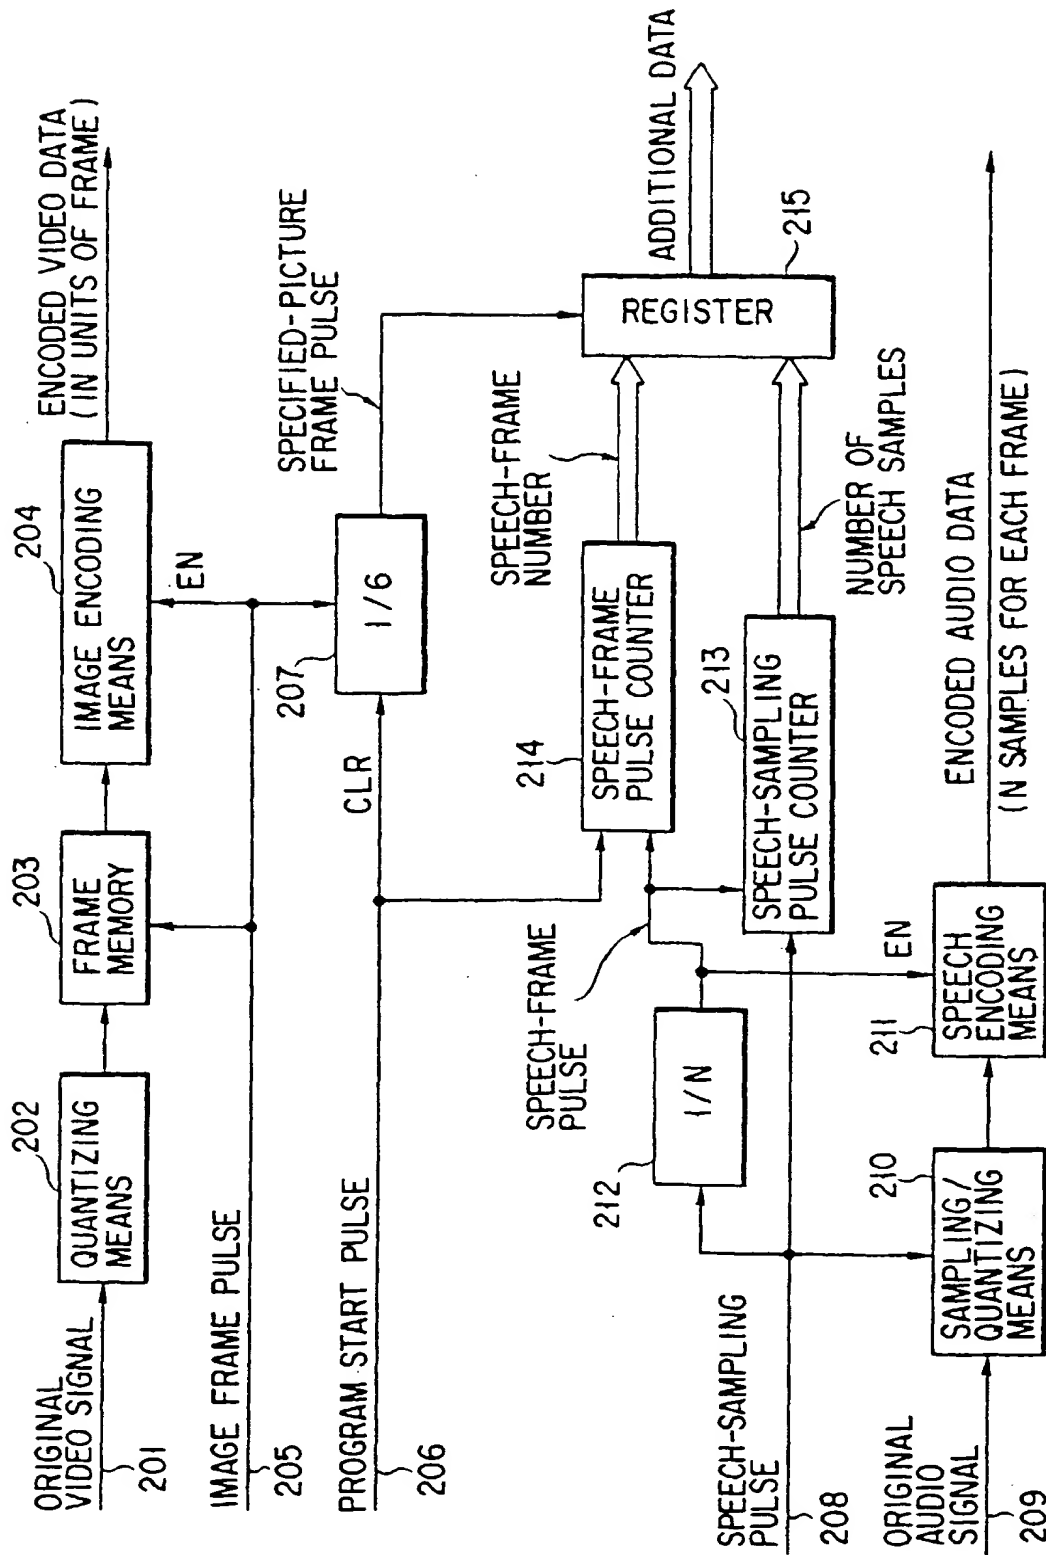 ORIGINAL
VIDEO SIGNAL
201
202
QUANTIZING
MEANS
203
FRAME
MEMORY
204
IMAGE ENCODING
MEANS
ENCODED VIDEO DATA
(IN UNITS OF FRAME)
EN
IMAGE FRAME PULSE
205
PROGRAM START PULSE
206
CLR
207
1/6
SPECIFIED-PICTURE
FRAME PULSE
SPEECH-FRAME
PULSE
214
SPEECH-FRAME
PULSE COUNTER
SPEECH-FRAME
NUMBER
REGISTER
215
ADDITIONAL DATA
212
1/N
213
SPEECH-SAMPLING
PULSE COUNTER
NUMBER OF
SPEECH SAMPLES
SPEECH-SAMPLING
PULSE
208
EN
ORIGINAL
AUDIO
SIGNAL
209
210
SAMPLING/
QUANTIZING
MEANS
211
SPEECH
ENCODING
MEANS
ENCODED AUDIO DATA
(N SAMPLES FOR EACH FRAME)